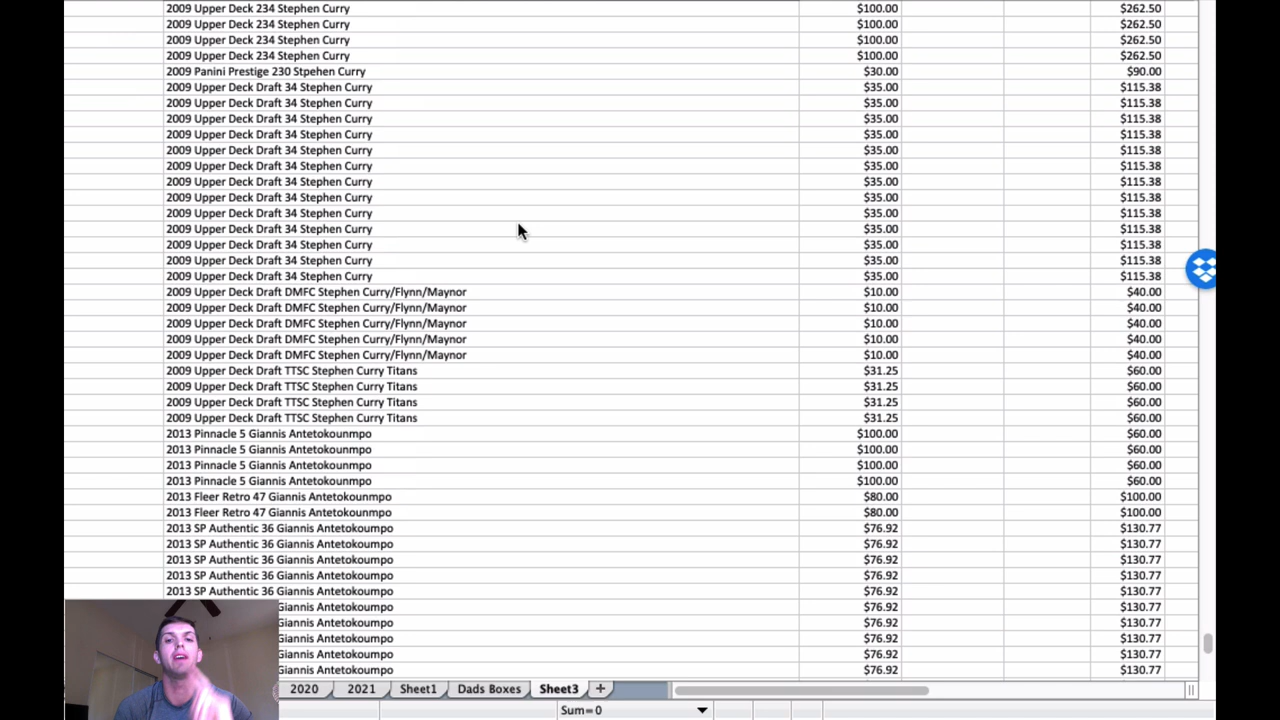 2009 Upper Deck 234 Stephen Curry $100.00 $262.50
2009 Upper Deck 234 Stephen Curry $100.00 $262.50
2009 Upper Deck 234 Stephen Curry $100.00 $262.50
2009 Upper Deck 234 Stephen Curry $100.00 $262.50
2009 Panini Prestige 230 Stpehen Curry $30.00 $90.00
2009 Upper Deck Draft 34 Stephen Curry $35.00 $115.38
2009 Upper Deck Draft 34 Stephen Curry $35.00 $115.38
2009 Upper Deck Draft 34 Stephen Curry $35.00 $115.38
2009 Upper Deck Draft 34 Stephen Curry $35.00 $115.38
2009 Upper Deck Draft 34 Stephen Curry $35.00 $115.38
2009 Upper Deck Draft 34 Stephen Curry $35.00 $115.38
2009 Upper Deck Draft 34 Stephen Curry $35.00 $115.38
2009 Upper Deck Draft 34 Stephen Curry $35.00 $115.38
2009 Upper Deck Draft 34 Stephen Curry $35.00 $115.38
2009 Upper Deck Draft 34 Stephen Curry $35.00 $115.38
2009 Upper Deck Draft 34 Stephen Curry $35.00 $115.38
2009 Upper Deck Draft 34 Stephen Curry $35.00 $115.38
2009 Upper Deck Draft 34 Stephen Curry $35.00 $115.38
2009 Upper Deck Draft DMFC Stephen Curry/Flynn/Maynor $10.00 $40.00
2009 Upper Deck Draft DMFC Stephen Curry/Flynn/Maynor $10.00 $40.00
2009 Upper Deck Draft DMFC Stephen Curry/Flynn/Maynor $10.00 $40.00
2009 Upper Deck Draft DMFC Stephen Curry/Flynn/Maynor $10.00 $40.00
2009 Upper Deck Draft DMFC Stephen Curry/Flynn/Maynor $10.00 $40.00
2009 Upper Deck Draft TTSC Stephen Curry Titans $31.25 $60.00
2009 Upper Deck Draft TTSC Stephen Curry Titans $31.25 $60.00
2009 Upper Deck Draft TTSC Stephen Curry Titans $31.25 $60.00
2009 Upper Deck Draft TTSC Stephen Curry Titans $31.25 $60.00
2013 Pinnacle 5 Giannis Antetokounmpo $100.00 $60.00
2013 Pinnacle 5 Giannis Antetokounmpo $100.00 $60.00
2013 Pinnacle 5 Giannis Antetokounmpo $100.00 $60.00
2013 Pinnacle 5 Giannis Antetokounmpo $100.00 $60.00
2013 Fleer Retro 47 Giannis Antetokounmpo $80.00 $100.00
2013 Fleer Retro 47 Giannis Antetokounmpo $80.00 $100.00
2013 SP Authentic 36 Giannis Antetokoumpo $76.92 $130.77
2013 SP Authentic 36 Giannis Antetokoumpo $76.92 $130.77
2013 SP Authentic 36 Giannis Antetokoumpo $76.92 $130.77
2013 SP Authentic 36 Giannis Antetokoumpo $76.92 $130.77
2013 SP Authentic 36 Giannis Antetokoumpo $76.92 $130.77
Giannis Antetokoumpo $76.92 $130.77
Giannis Antetokoumpo $76.92 $130.77
Giannis Antetokoumpo $76.92 $130.77
Giannis Antetokoumpo $76.92 $130.77
Giannis Antetokoumpo $76.92 $130.77
2020 2021 Sheet1 Dads Boxes Sheet3 +
Sum=0